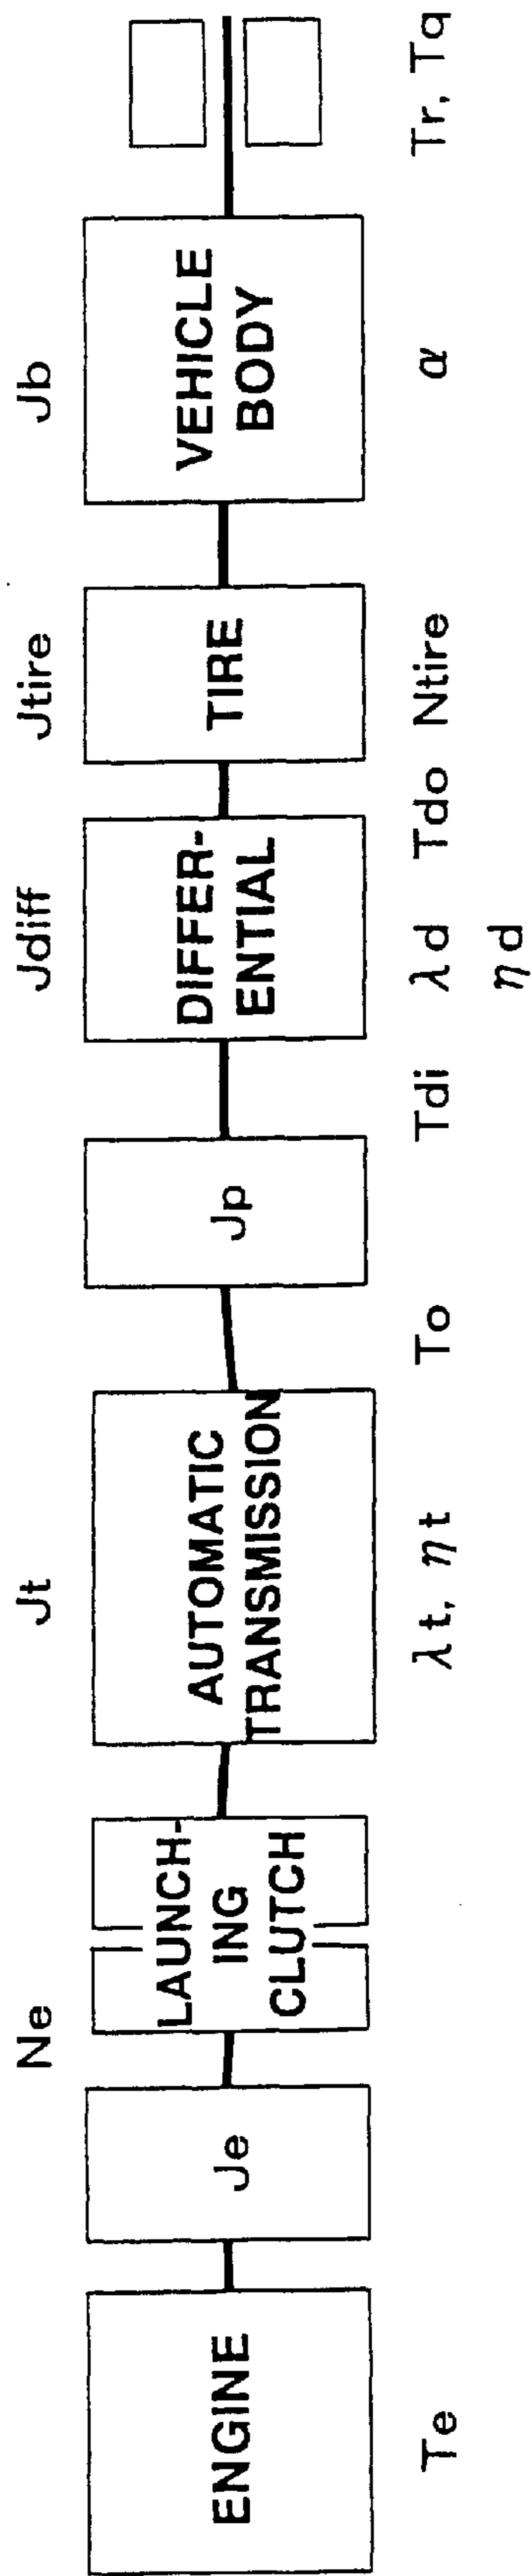 Ne
Jt
Jdiff
Jtire
Jb
ENGINE
Je
LAUNCH-
ING
CLUTCH
AUTOMATIC
TRANSMISSION
Jp
DIFFER-
ENTIAL
TIRE
VEHICLE
BODY
Te
λt, ηt
To
Tdi
λd
ηd
Tdo
Ntire
α
Tr, Tq